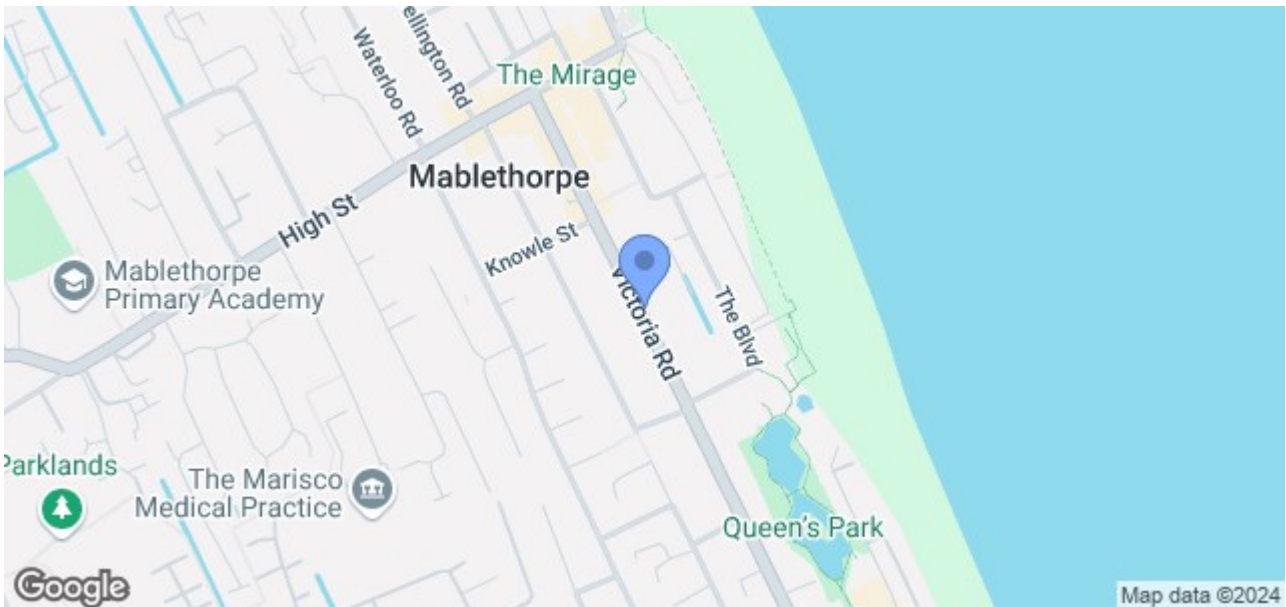 ellington Rd
Waterloo Rd
The Mirage
Mablethorpe
High St
Knowle St
Mablethorpe
Primary Academy
Victoria Rd
The Blvd
Parklands
The Marisco
Medical Practice
Queen's Park
Google
Map data ©2024